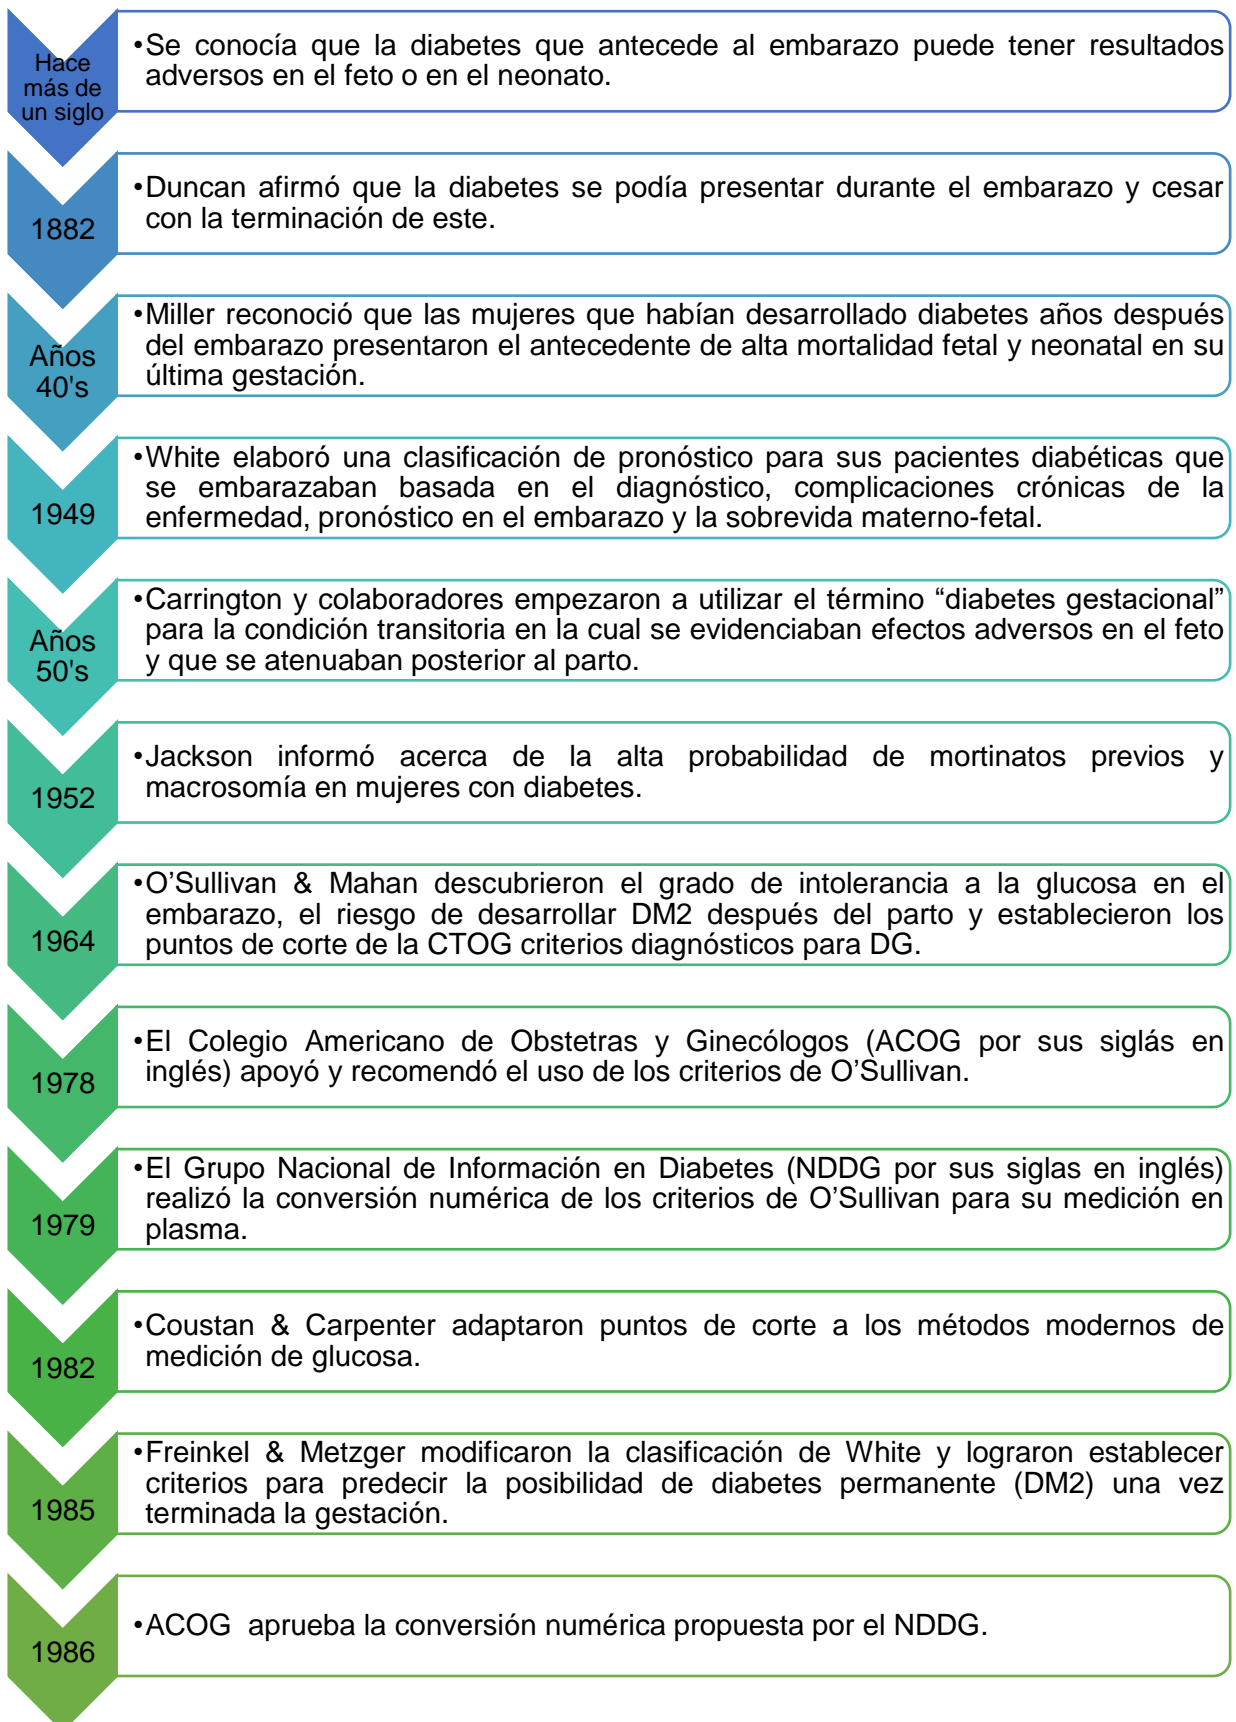 Hace
más de
un siglo
•Se conocía que la diabetes que antecede al embarazo puede tener resultados
adversos en el feto o en el neonato.
1882
•Duncan afirmó que la diabetes se podía presentar durante el embarazo y cesar
con la terminación de este.
Años
40's
•Miller reconoció que las mujeres que habían desarrollado diabetes años después
del embarazo presentaron el antecedente de alta mortalidad fetal y neonatal en su
última gestación.
1949
•White elaboró una clasificación de pronóstico para sus pacientes diabéticas que
se embarazaban basada en el diagnóstico, complicaciones crónicas de la
enfermedad, pronóstico en el embarazo y la sobrevida materno-fetal.
Años
50's
•Carrington y colaboradores empezaron a utilizar el término “diabetes gestacional”
para la condición transitoria en la cual se evidenciaban efectos adversos en el feto
y que se atenuaban posterior al parto.
1952
•Jackson informó acerca de la alta probabilidad de mortinatos previos y
macrosomía en mujeres con diabetes.
1964
•O’Sullivan & Mahan descubrieron el grado de intolerancia a la glucosa en el
embarazo, el riesgo de desarrollar DM2 después del parto y establecieron los
puntos de corte de la CTOG criterios diagnósticos para DG.
1978
•El Colegio Americano de Obstetras y Ginecólogos (ACOG por sus siglás en
inglés) apoyó y recomendó el uso de los criterios de O’Sullivan.
1979
•El Grupo Nacional de Información en Diabetes (NDDG por sus siglas en inglés)
realizó la conversión numérica de los criterios de O’Sullivan para su medición en
plasma.
1982
•Coustan & Carpenter adaptaron puntos de corte a los métodos modernos de
medición de glucosa.
1985
•Freinkel & Metzger modificaron la clasificación de White y lograron establecer
criterios para predecir la posibilidad de diabetes permanente (DM2) una vez
terminada la gestación.
1986
•ACOG aprueba la conversión numérica propuesta por el NDDG.